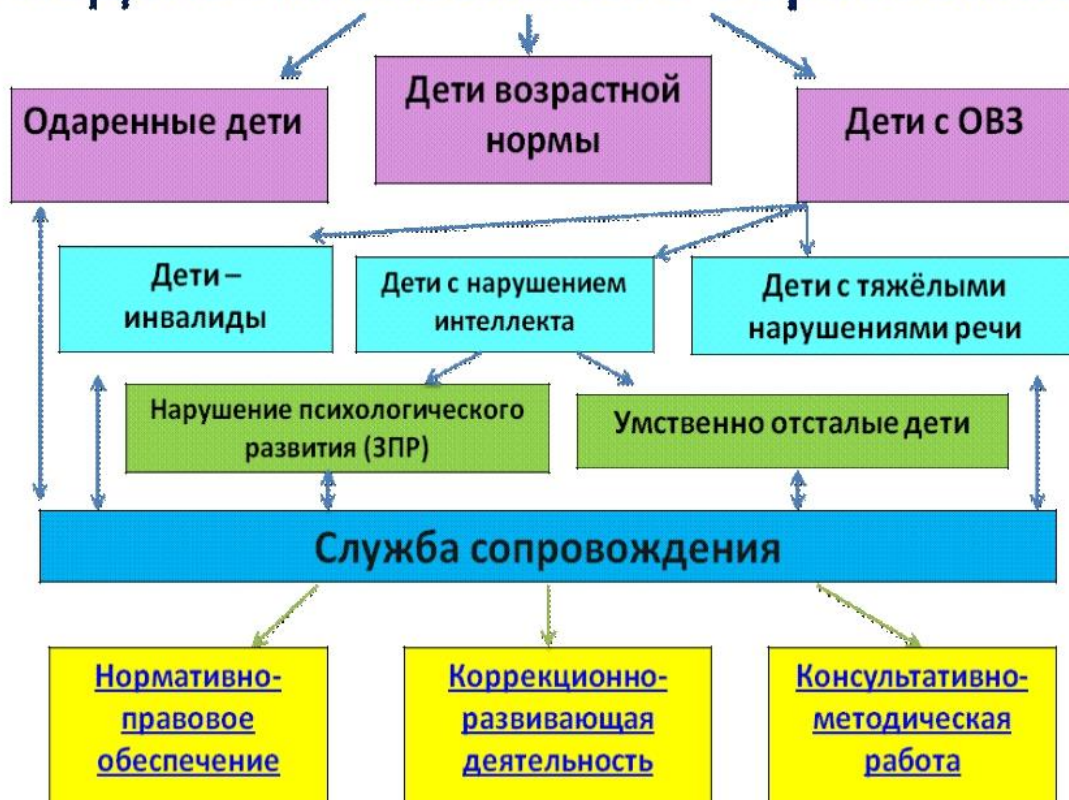 Одаренные дети
Дети возрастной
нормы
Дети с ОВЗ
Дети –
инвалиды
Дети с нарушением
интеллекта
Дети с тяжёлыми
нарушениями речи
Нарушение психологического
развития (ЗПР)
Умственно отсталые дети
Служба сопровождения
Нормативно-
правовое
обеспечение
Коррекционно-
развивающая
деятельность
Консультативно-
методическая
работа